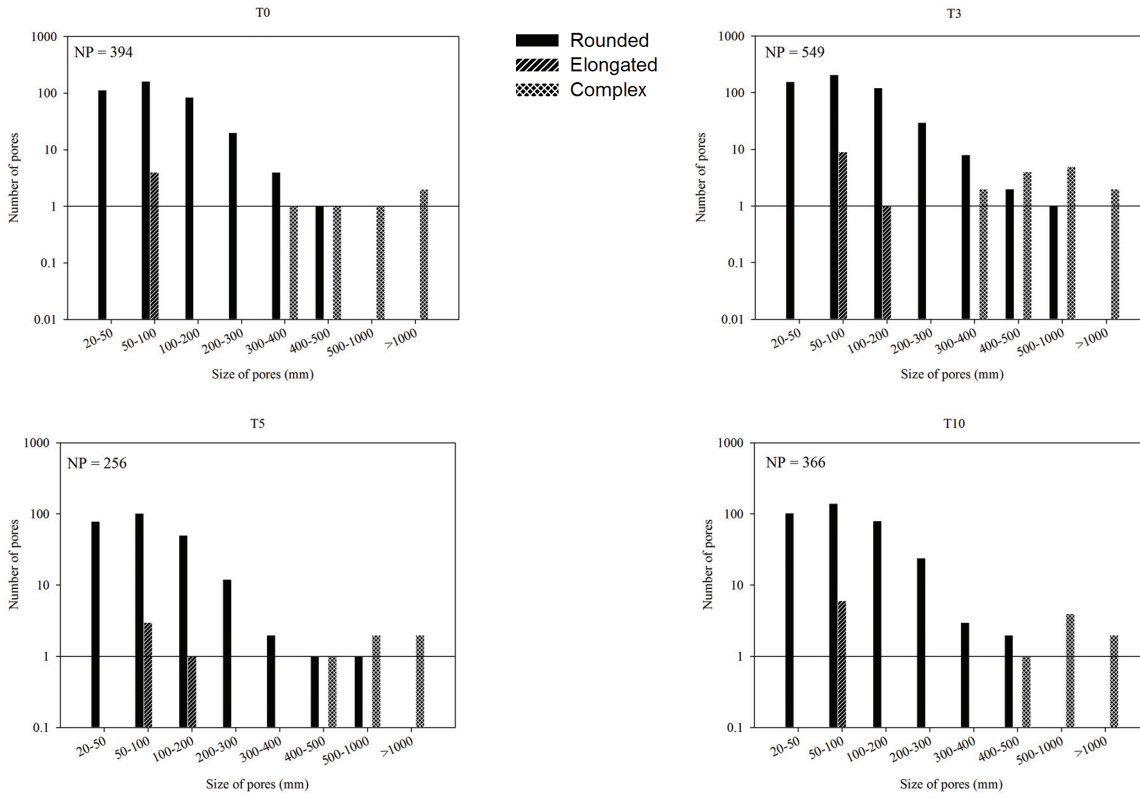 T0
NP = 394
1000
100
10
1
0.1
0.01
Number of pores
20-50
50-100
100-200
200-300
300-400
400-500
500-1000
>1000
Size of pores (mm)
Rounded
Elongated
Complex
T3
NP = 549
1000
100
10
1
0.1
0.01
Number of pores
20-50
50-100
100-200
200-300
300-400
400-500
500-1000
>1000
Size of pores (mm)
T5
NP = 256
1000
100
10
1
0.1
Number of pores
20-50
50-100
100-200
200-300
300-400
400-500
500-1000
>1000
Size of pores (mm)
T10
NP = 366
1000
100
10
1
0.1
Number of pores
20-50
50-100
100-200
200-300
300-400
400-500
500-1000
>1000
Size of pores (mm)